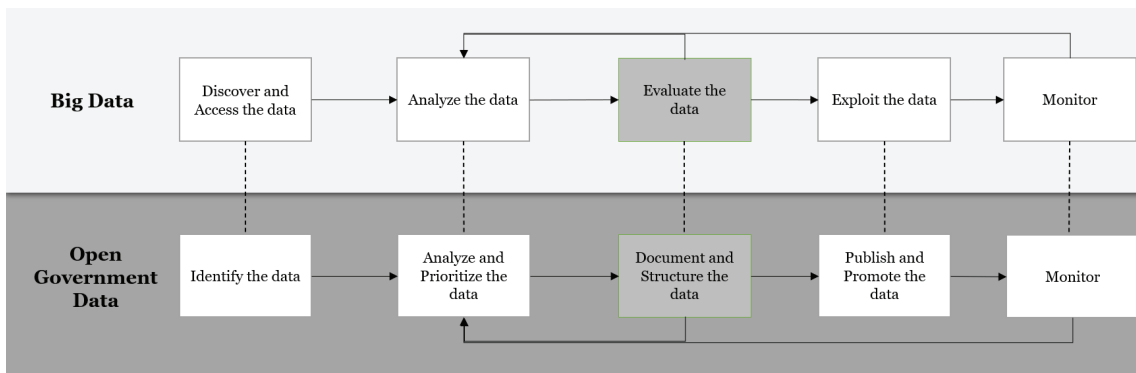 Big Data
Discover and
Access the data
Analyze the data
Evaluate the
data
Exploit the data
Monitor
Open
Government
Data
Identify the data
Analyze and
Prioritize the
data
Document and
Structure the
data
Publish and
Promote the
data
Monitor